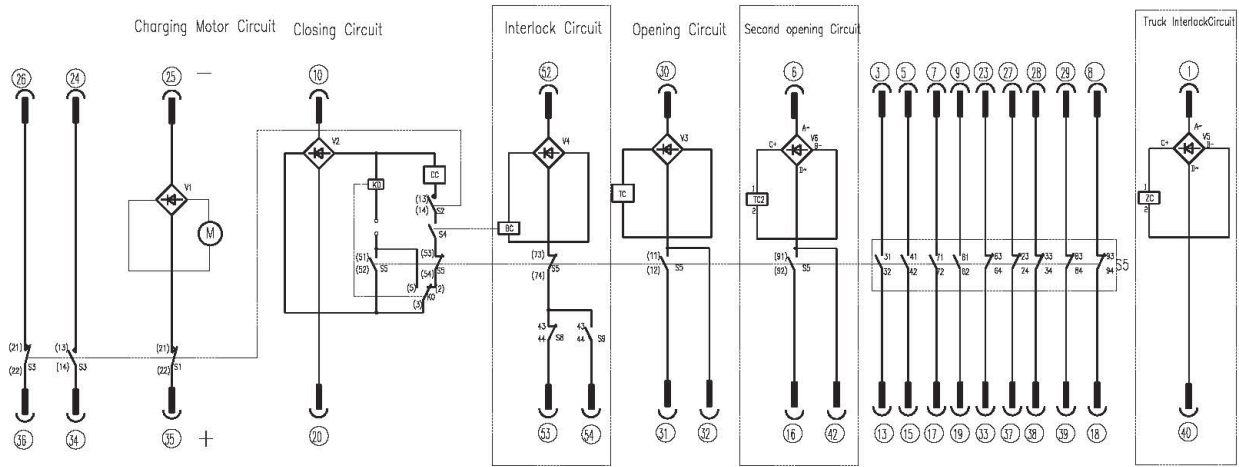 Charging Motor Circuit
Closing Circuit
Interlock Circuit
Opening Circuit
Second opening Circuit
Truck InterlockCircuit
26 24 25 − 10 52 30 6 3 5 7 9 23 27 28 29 8 1
A~ A~
V2 V4 V3 C+ V6 B- C+ V5 B-
D~ D~
V1 KO CC
(13)
(14) S2
TC 1 TC2 2 1 ZC 2
M S4 BC
(51) (53) (73) (11) (91) 31 41 71 81 63 23 33 83 93
(52) S5 (54) S5 (74) S5 (12) S5 (92) S5 32 42 72 82 64 24 34 84 94 S5
(5) (2)
(3) KO
43 43
44 S8 44 S9
(21) (13) (21)
(22) S3 (14) S3 (22) S1
36 34 35 + 20 53 54 31 32 16 42 13 15 17 19 33 37 38 39 18 40